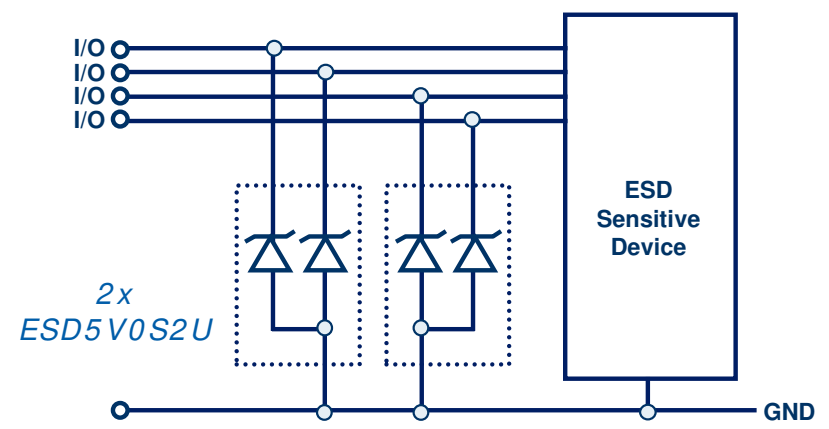 I/O
I/O
I/O
I/O
ESD
Sensitive
Device
2x
ESD5V0S2U
GND